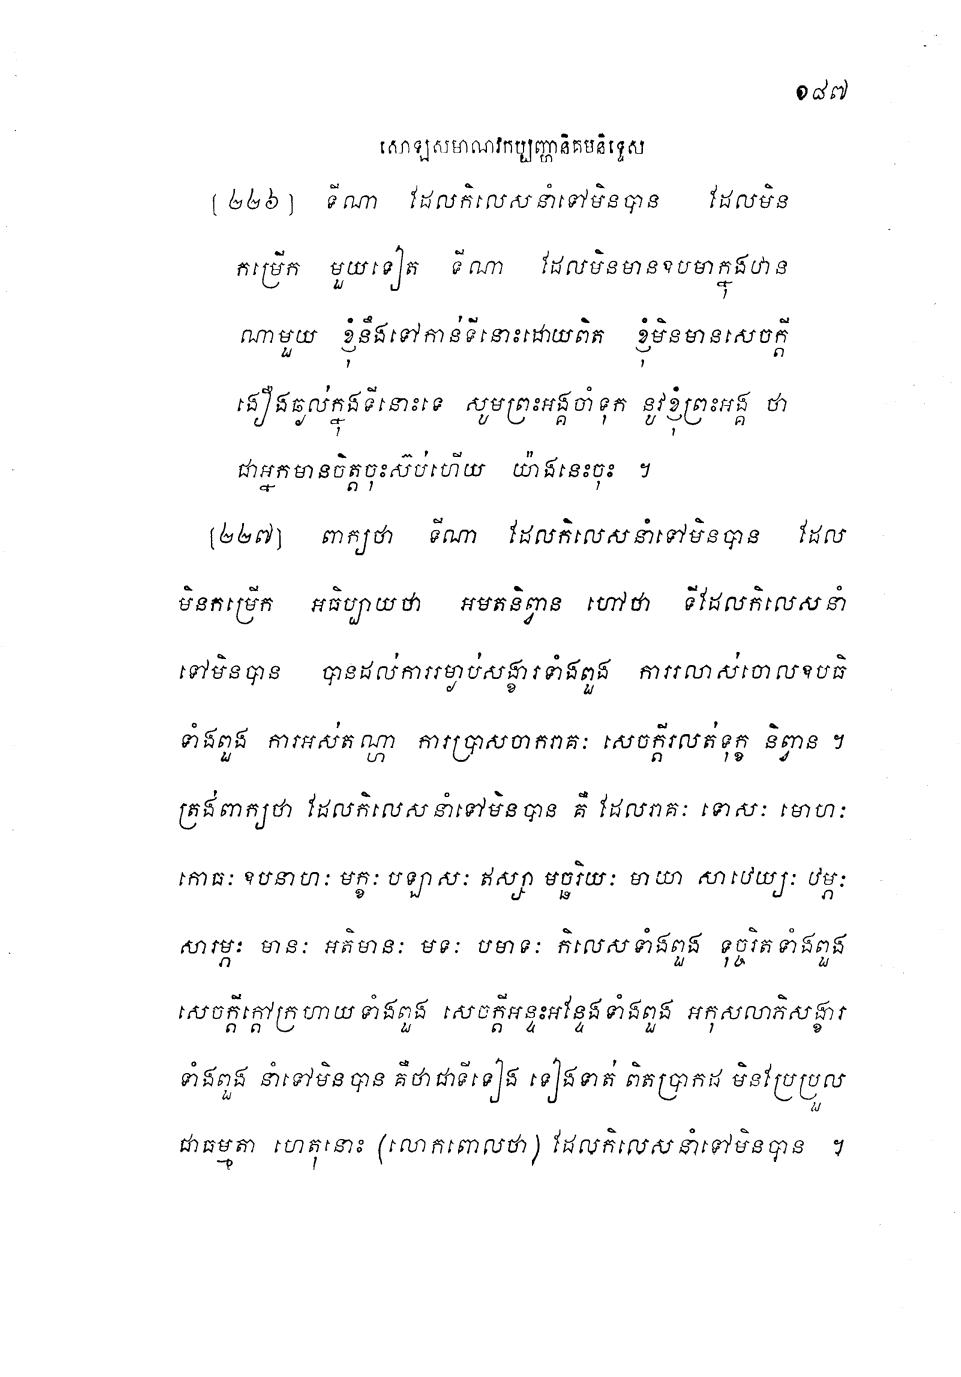 ១៨៧
សោឡសមាណវកប្បញ្ហានិគមនិទ្ទេស
(២២៦) ទីណា ដែលកិលេសនាំទៅមិនបាន ដែលមិន
កម្រើក មួយទៀត ទីណា ដែលមិនមានឧបមាក្នុងឋាន
ណាមួយ ខ្ញុំនឹងទៅកាន់ទីនោះដោយពិត ខ្ញុំមិនមានសេចក្តី
ងឿងឆ្ងល់ក្នុងទីនោះទេ សូមព្រះអង្គចាំទុក នូវខ្ញុំព្រះអង្គ ថា
ជាអ្នកមានចិត្តចុះស៊ប់ហើយ យ៉ាងនេះចុះ ។
(២២៧) ពាក្យថា ទីណា ដែលកិលេសនាំទៅមិនបាន ដែល
មិនកម្រើក អធិប្បាយថា អមតនិព្វាន ហៅថា ទីដែលកិលេសនាំ
ទៅមិនបាន បានដល់ការរម្ងាប់សង្ខារទាំងពួង ការរលាស់ចោលឧបធិ
ទាំងពួង ការអស់តណ្ហា ការប្រាសចាករាគៈ សេចក្តីរលត់ទុក្ខ និព្វាន ។
ត្រង់ពាក្យថា ដែលកិលេសនាំទៅមិនបាន គឺ ដែលរាគៈ ទោសៈ មោហៈ
កោធៈ ឧបនាហៈ មក្ខៈ បឡាសៈ ឥស្សា មច្ឆរិយៈ មាយា សាឋេយ្យៈ ថម្ភៈ
សារម្ភៈ មានៈ អតិមានៈ មទៈ បមាទៈ កិលេសទាំងពួង ទុច្ចរិតទាំងពួង
សេចក្តីក្តៅក្រហាយទាំងពួង សេចក្តីអន្ទះអន្ទែងទាំងពួង អកុសលាភិសង្ខារ
ទាំងពួង នាំទៅមិនបាន គឺថាជាទីទៀង ទៀងទាត់ ពិតប្រាកដ មិនប្រែប្រួល
ជាធម្មតា ហេតុនោះ (លោកពោលថា) ដែលកិលេសនាំទៅមិនបាន ។